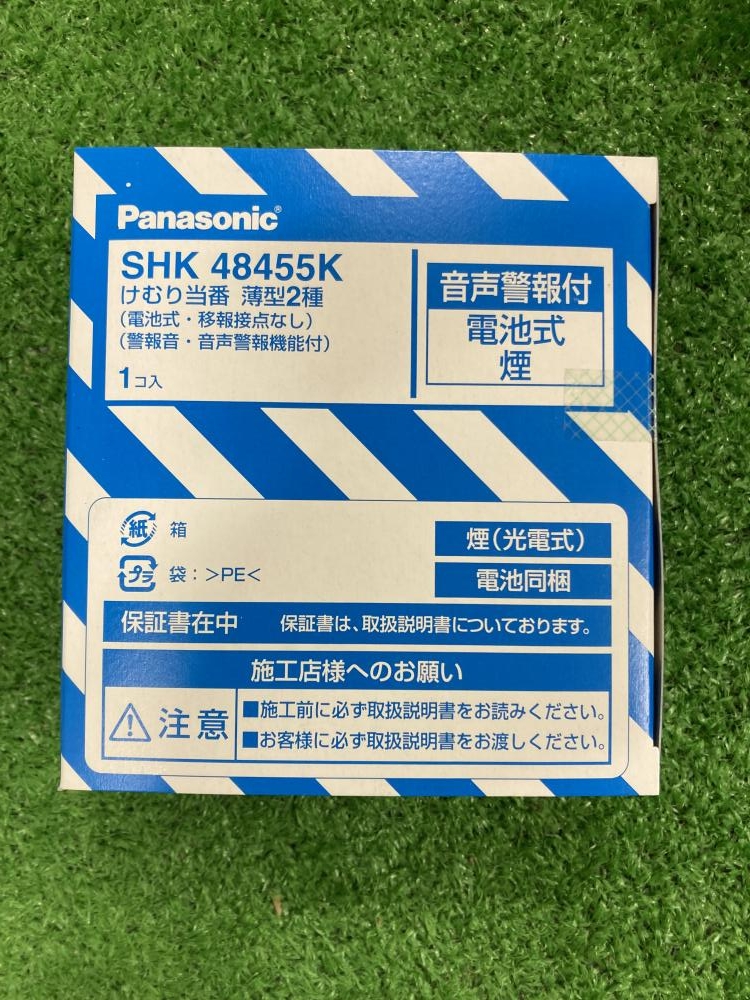 Panasonic®
SHK 48455K
けむり当番 薄型2種
(電池式・移報接点なし)
(警報音・音声警報機能付)
1コ入
音声警報付
電池式
煙
紙 箱
プラ 袋：>PE<
煙(光電式)
電池同梱
保証書在中 保証書は、取扱説明書についております。
施工店様へのお願い
注意
■施工前に必ず取扱説明書をお読みください。
■お客様に必ず取扱説明書をお渡しください。